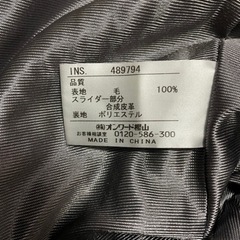 INS. 489794
品質
表地 毛 100%
スライダー部分
合成皮革
裏地 ポリエステル
㈱オンワード樫山
お客様相談室 0120-586-300
MADE IN CHINA